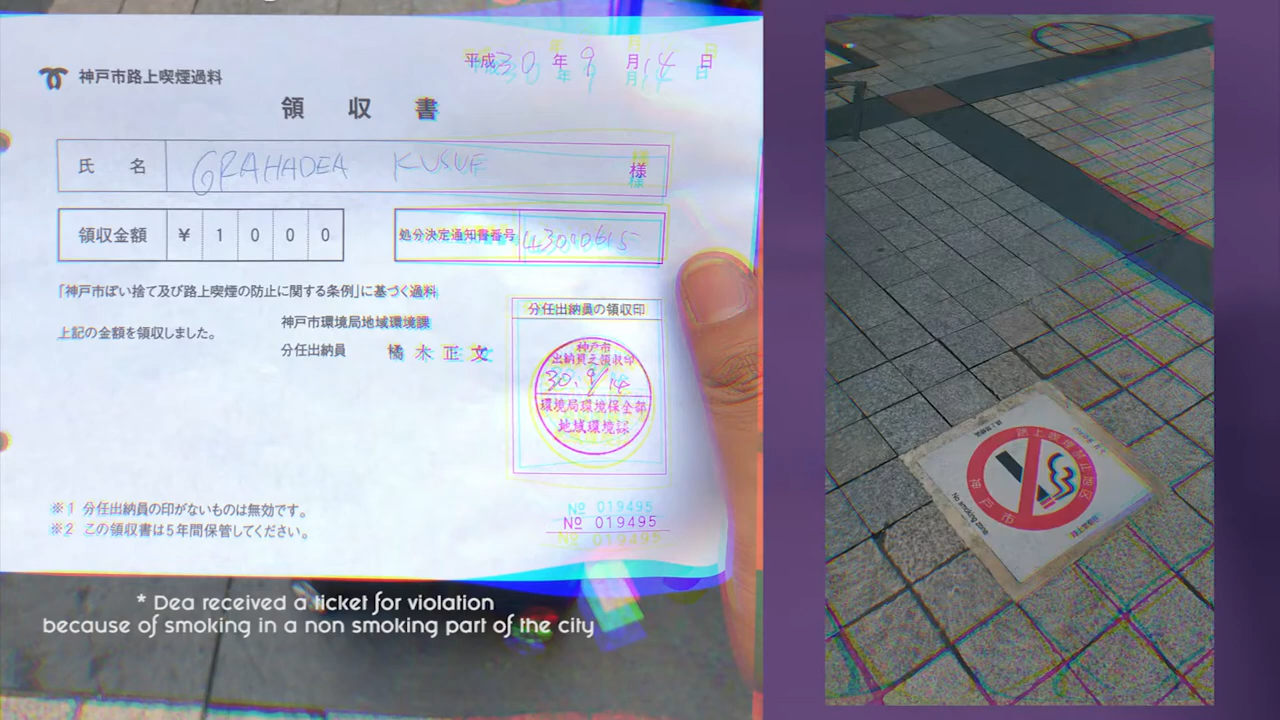 平成30年9月14日
神戸市路上喫煙過料
領収書
氏名 GRAHADEA KUSUF 様
領収金額 ¥1000
処分決定通知書番号 43000615
「神戸市ぽい捨て及び路上喫煙の防止に関する条例」に基づく過料
上記の金額を領収しました。
神戸市環境局地域環境課
分任出納員 橘木正文
分任出納員の領収印
神戸市
出納員之領収印
30.9/14
環境局環境保全部
地域環境課
※1 分任出納員の印がないものは無効です。
※2 この領収書は5年間保管してください。
№ 019495
* Dea received a ticket for violation
because of smoking in a non smoking part of the city
路上喫煙禁止地区
神戸市
No smoking area